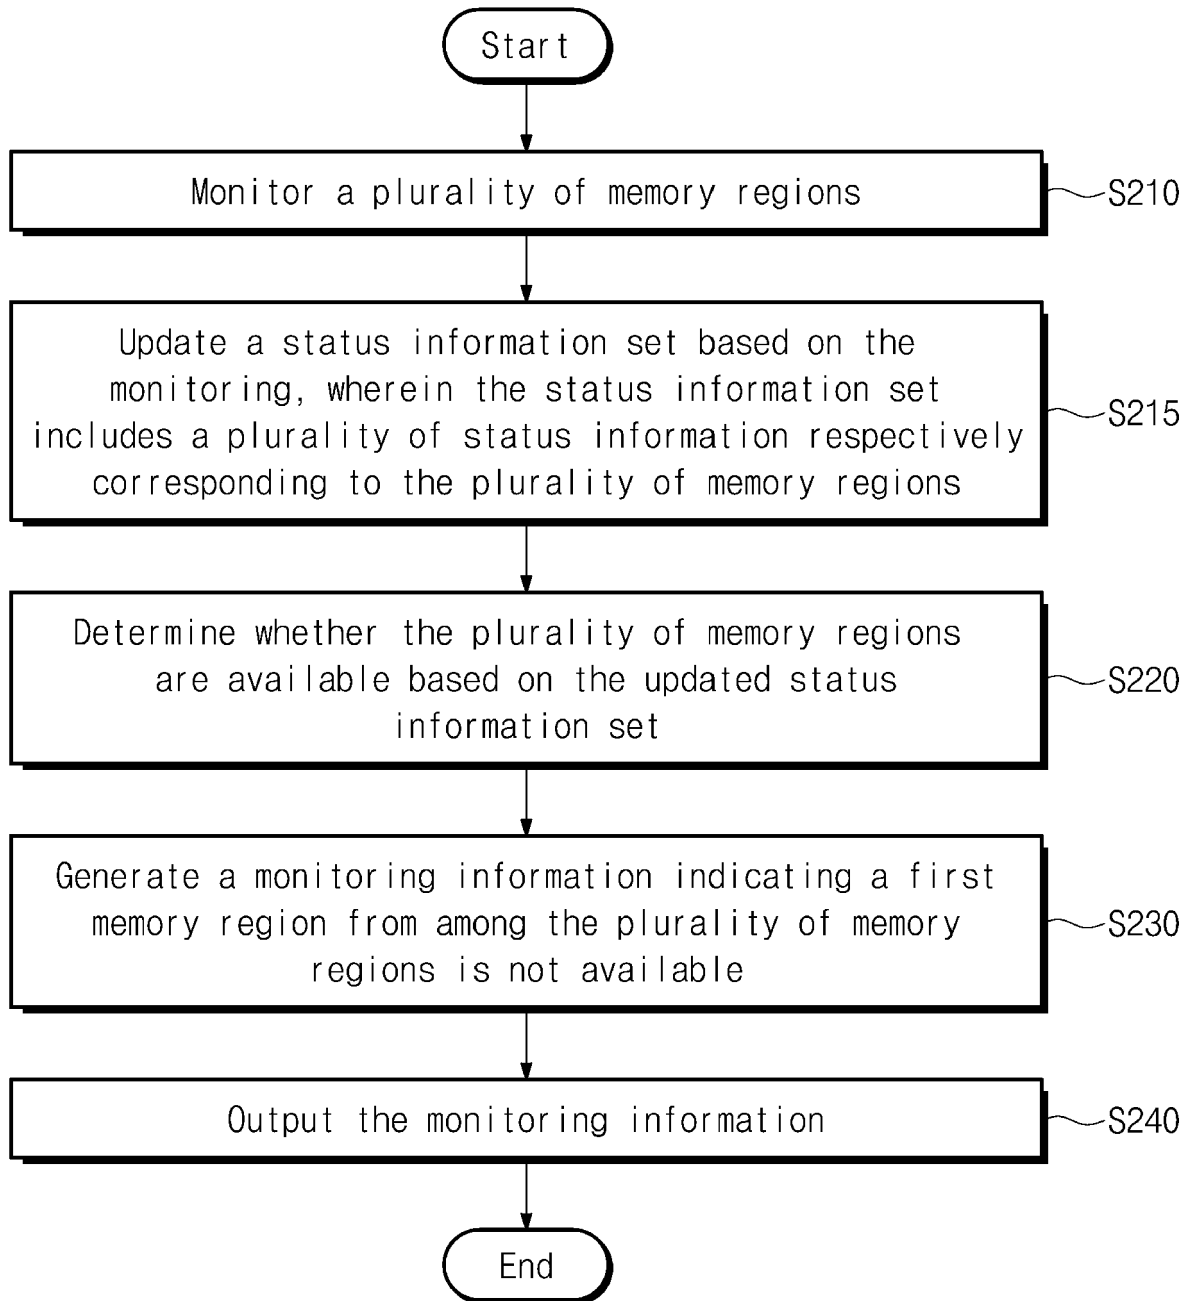 Start
Monitor a plurality of memory regions
S210
Update a status information set based on the
monitoring, wherein the status information set
includes a plurality of status information respectively
corresponding to the plurality of memory regions
S215
Determine whether the plurality of memory regions
are available based on the updated status
information set
S220
Generate a monitoring information indicating a first
memory region from among the plurality of memory
regions is not available
S230
Output the monitoring information
S240
End